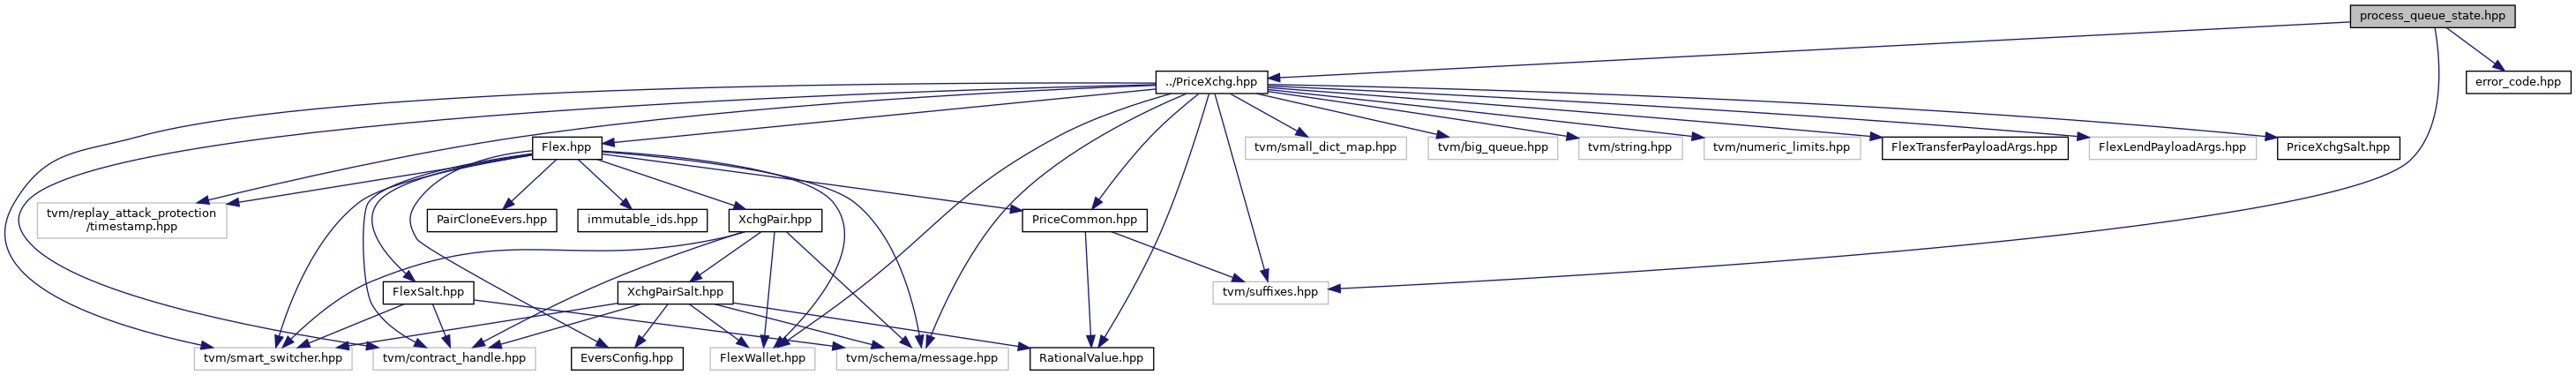 process_queue_state.hpp
../PriceXchg.hpp
error_code.hpp
Flex.hpp
tvm/small_dict_map.hpp
tvm/big_queue.hpp
tvm/string.hpp
tvm/numeric_limits.hpp
FlexTransferPayloadArgs.hpp
FlexLendPayloadArgs.hpp
PriceXchgSalt.hpp
tvm/replay_attack_protection
/timestamp.hpp
PairCloneEvers.hpp
immutable_ids.hpp
XchgPair.hpp
PriceCommon.hpp
FlexSalt.hpp
XchgPairSalt.hpp
tvm/suffixes.hpp
tvm/smart_switcher.hpp
tvm/contract_handle.hpp
EversConfig.hpp
FlexWallet.hpp
tvm/schema/message.hpp
RationalValue.hpp